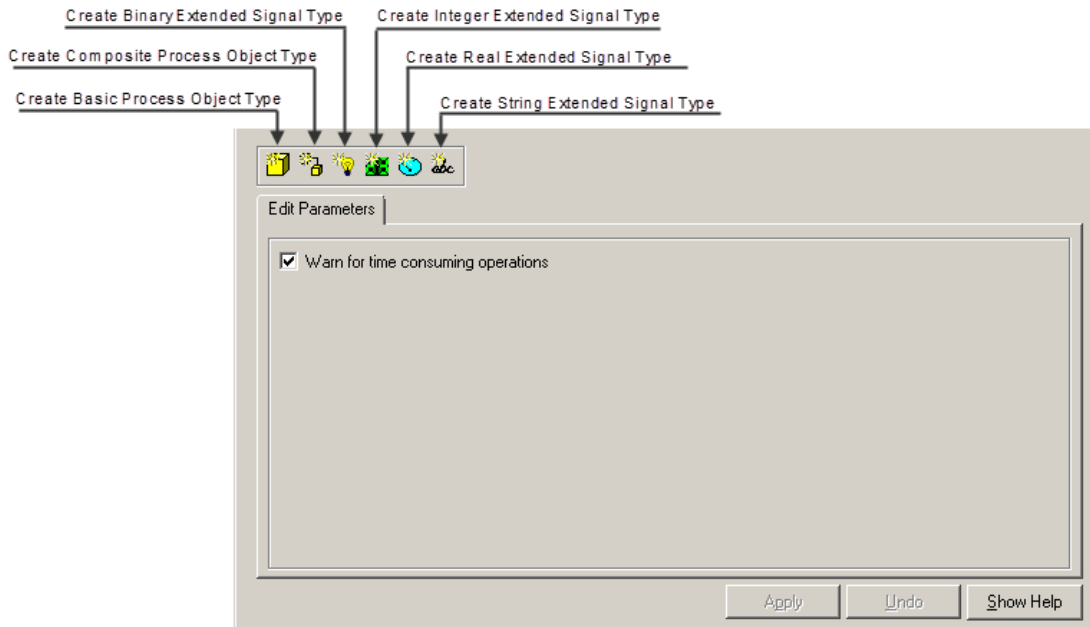 Create Binary Extended Signal Type
Create Integer Extended Signal Type
Create Composite Process Object Type
Create Real Extended Signal Type
Create Basic Process Object Type
Create String Extended Signal Type
abc
Edit Parameters
Warn for time consuming operations
Apply
Undo
Show Help